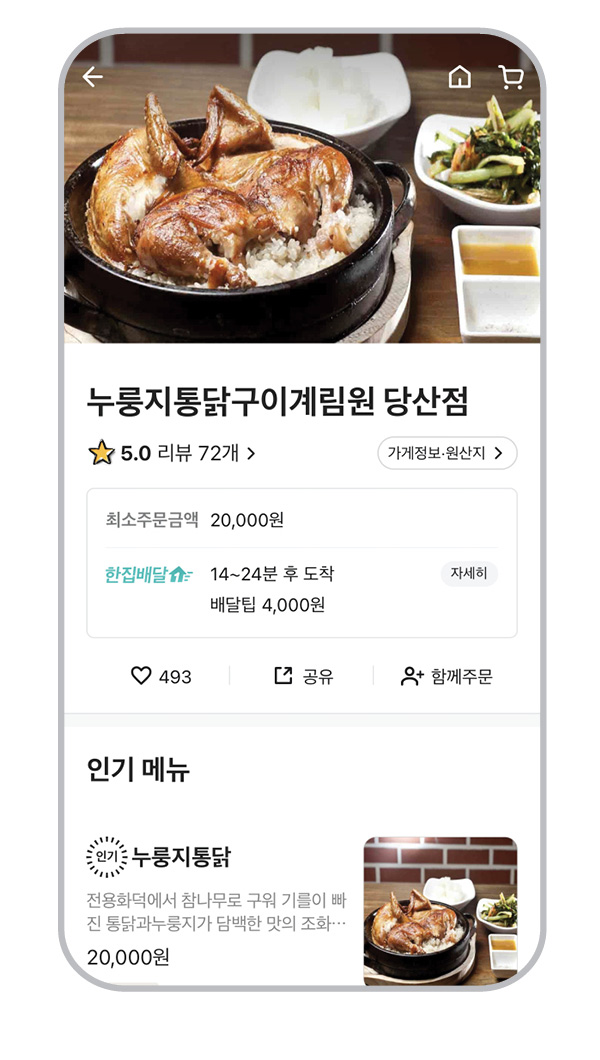 누룽지통닭구이계림원 당산점
5.0 리뷰 72개
가게정보·원산지
최소주문금액 20,000원
한집배달 14~24분 후 도착
자세히
배달팁 4,000원
493
공유
함께주문
인기 메뉴
인기 누룽지통닭
전용화덕에서 참나무로 구워 기름이 빠
진 통닭과누룽지가 담백한 맛의 조화…
20,000원